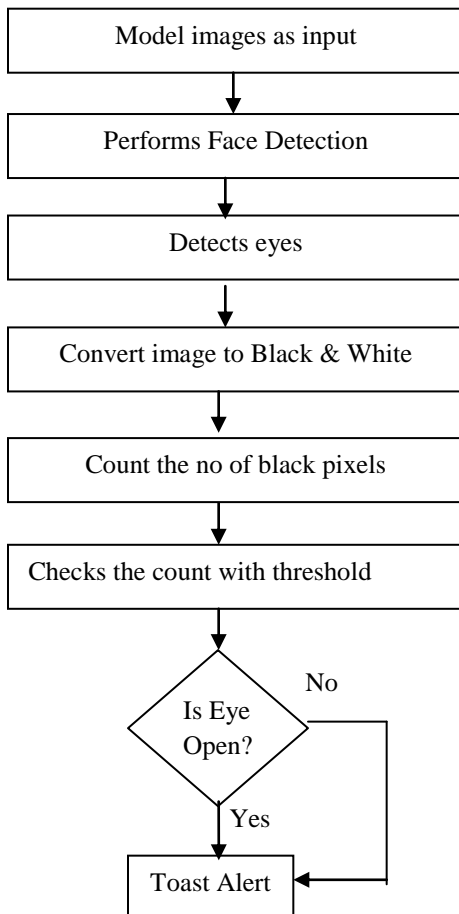 Model images as input
Performs Face Detection
Detects eyes
Convert image to Black & White
Count the no of black pixels
Checks the count with threshold
No
Is Eye
Open?
Yes
Toast Alert